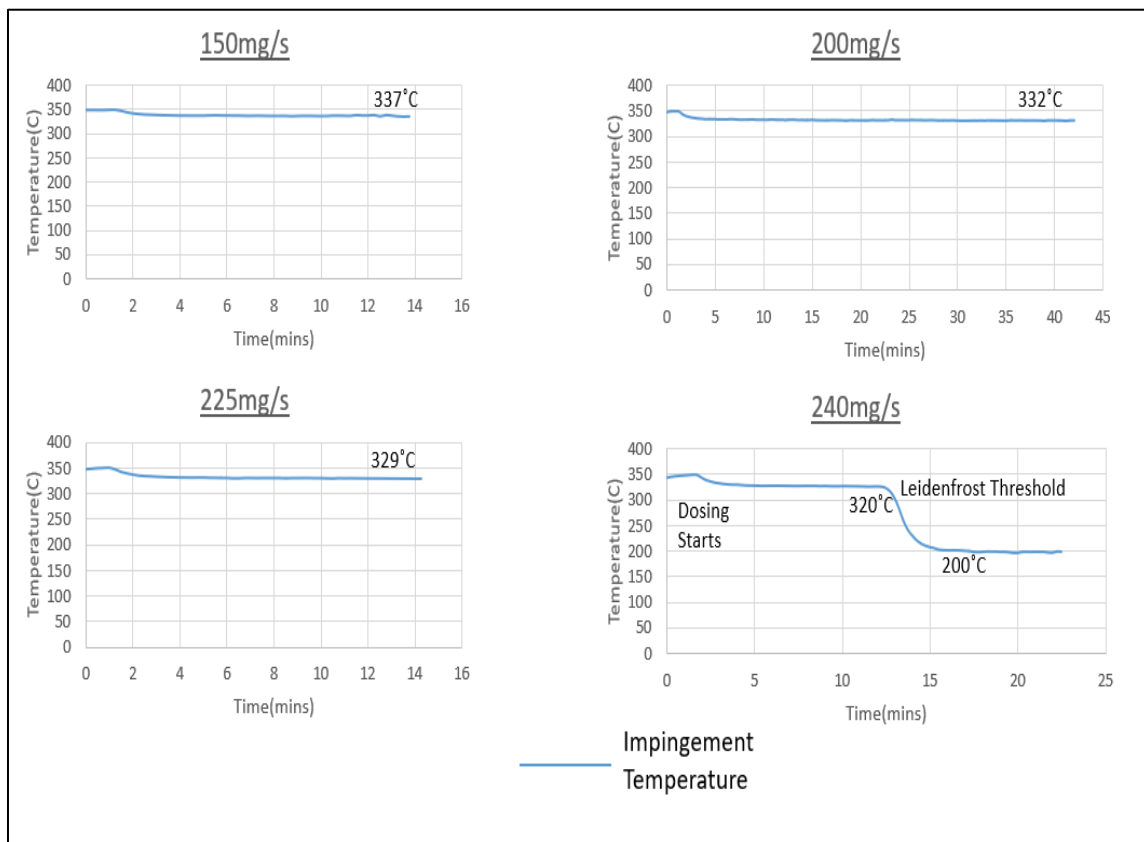 150mg/s
Temperature(C)
400
350
300
250
200
150
100
50
0
337˚C
0 2 4 6 8 10 12 14 16
Time(mins)
200mg/s
Temperature(C)
400
350
300
250
200
150
100
50
0
332˚C
0 5 10 15 20 25 30 35 40 45
Time(mins)
225mg/s
Temperature(C)
400
350
300
250
200
150
100
50
0
329˚C
0 2 4 6 8 10 12 14 16
Time(mins)
240mg/s
Temperature(C)
400
350
300
250
200
150
100
50
0
Leidenfrost Threshold
320˚C
Dosing
Starts
200˚C
0 5 10 15 20 25
Time(mins)
Impingement
Temperature